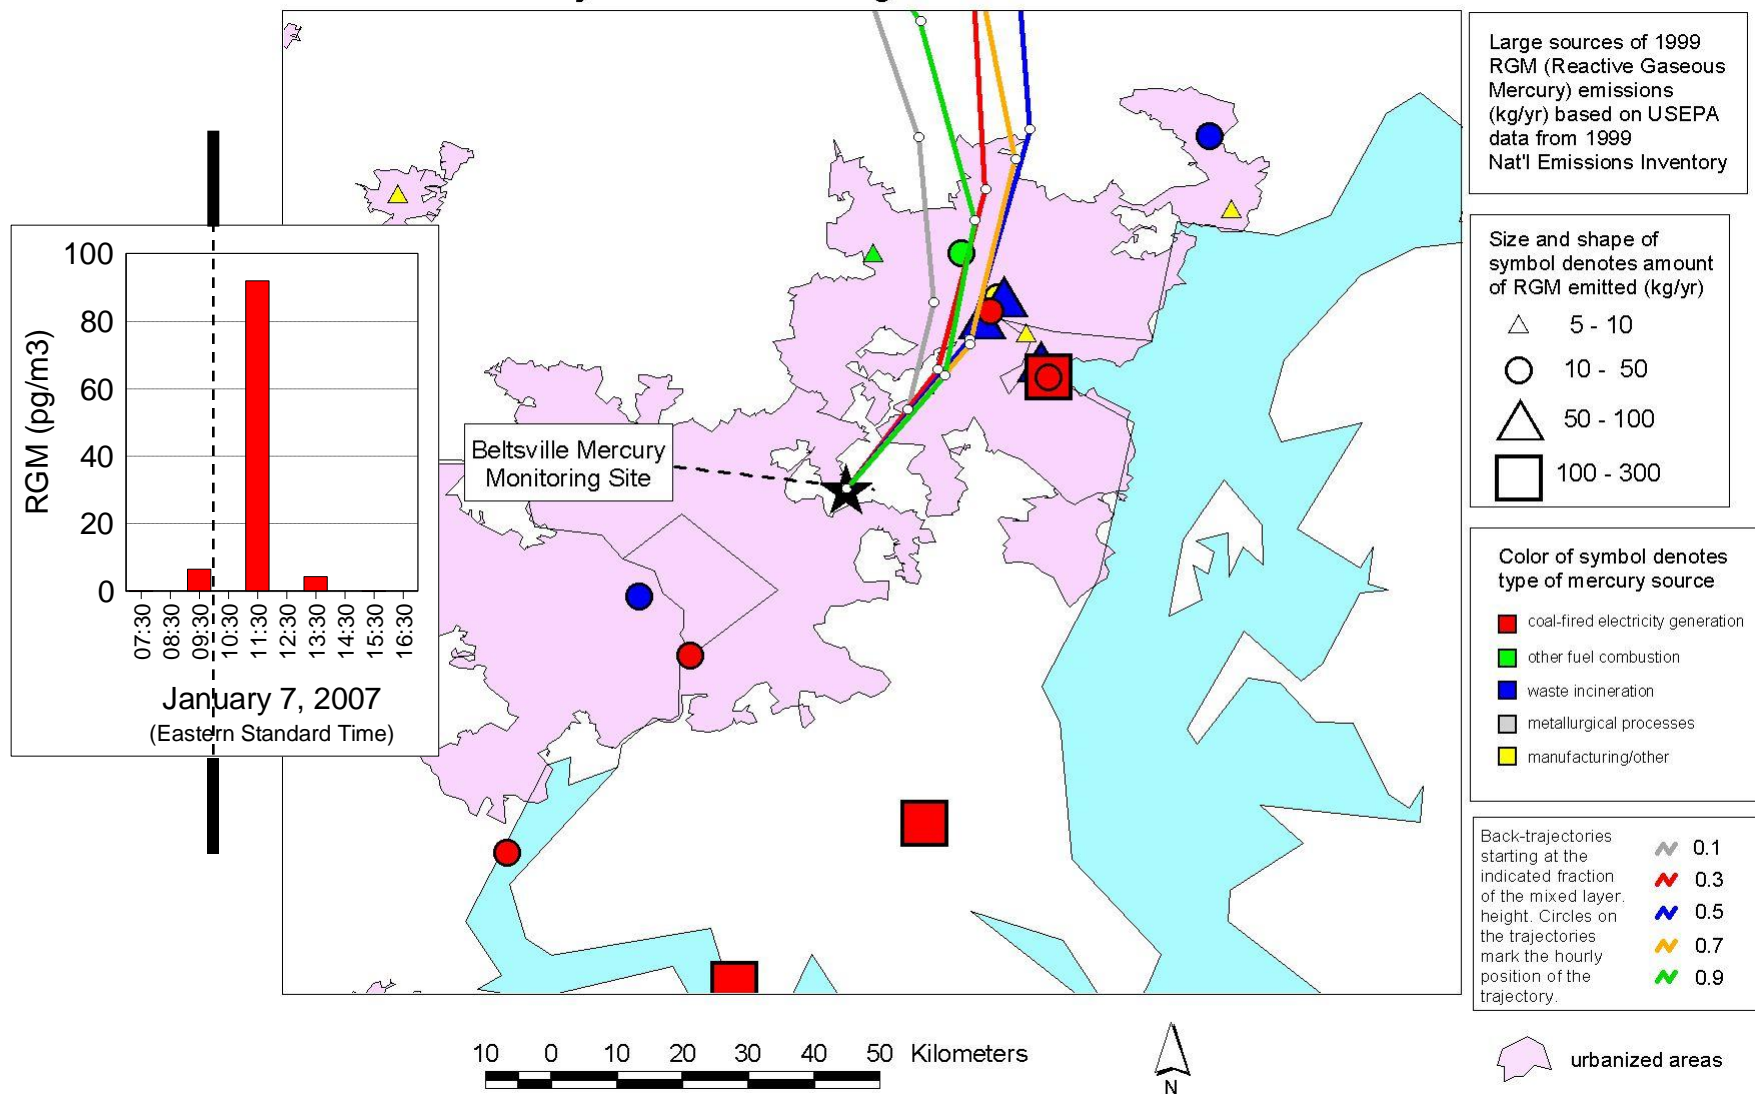 Large sources of 1999
RGM (Reactive Gaseous
Mercury) emissions
(kg/yr) based on USEPA
data from 1999
Nat'l Emissions Inventory
Size and shape of
symbol denotes amount
of RGM emitted (kg/yr)
5 - 10
10 - 50
50 - 100
100 - 300
Color of symbol denotes
type of mercury source
coal-fired electricity generation
other fuel combustion
waste incineration
metallurgical processes
manufacturing/other
Back-trajectories
starting at the
indicated fraction
of the mixed layer.
height. Circles on
the trajectories
mark the hourly
position of the
trajectory.
0.1
0.3
0.5
0.7
0.9
urbanized areas
Beltsville Mercury
Monitoring Site
RGM (pg/m3)
100
80
60
40
20
0
07:30
08:30
09:30
10:30
11:30
12:30
13:30
14:30
15:30
16:30
January 7, 2007
(Eastern Standard Time)
10 0 10 20 30 40 50 Kilometers
N